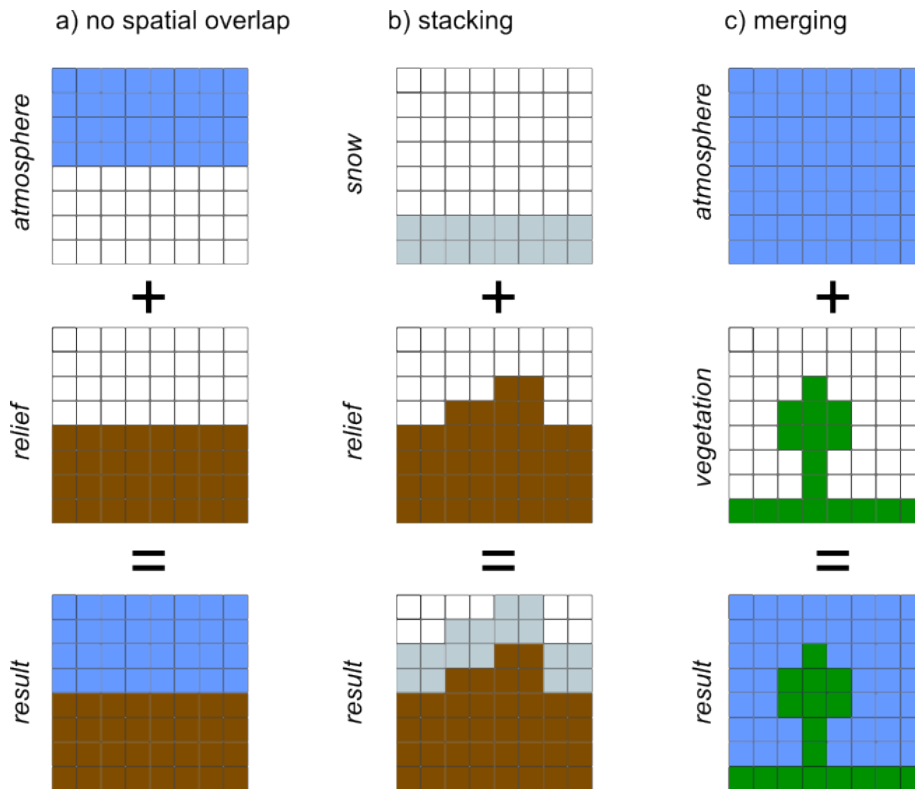 a) no spatial overlap
b) stacking
c) merging
atmosphere
snow
atmosphere
+
+
+
relief
relief
vegetation
=
=
=
result
result
result